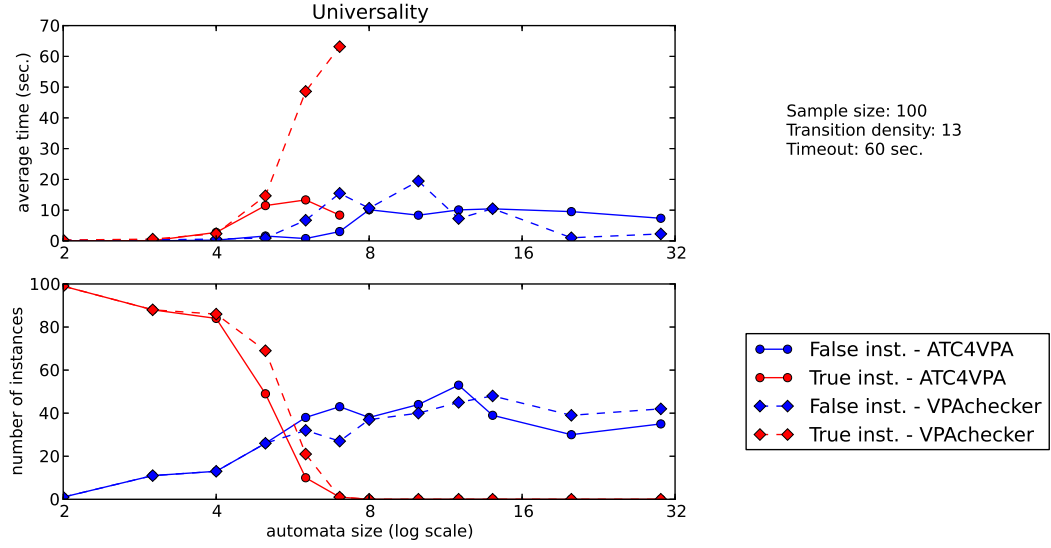 Universality
average time (sec.)
70
60
50
40
30
20
10
0
2 4 8 16 32
Sample size: 100
Transition density: 13
Timeout: 60 sec.
number of instances
100
80
60
40
20
0
2 4 8 16 32
automata size (log scale)
False inst. - ATC4VPA
True inst. - ATC4VPA
False inst. - VPAchecker
True inst. - VPAchecker